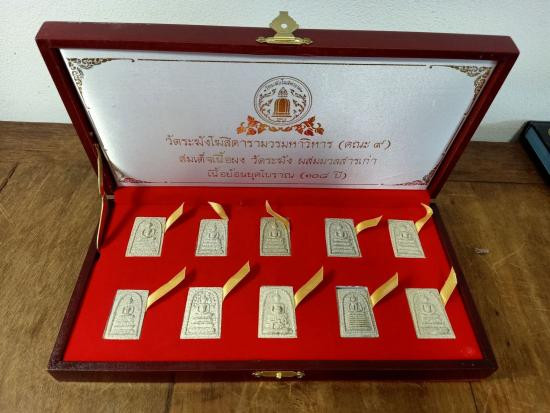 วัดระฆังโฆสิตารามวรมหาวิหาร (คณะ ๙)
สมเด็จเนื้อผง วัดระฆัง ผสมมวลสารเก่า
เนื้อย้อนยุคโบราณ (๑๐๘ ปี)